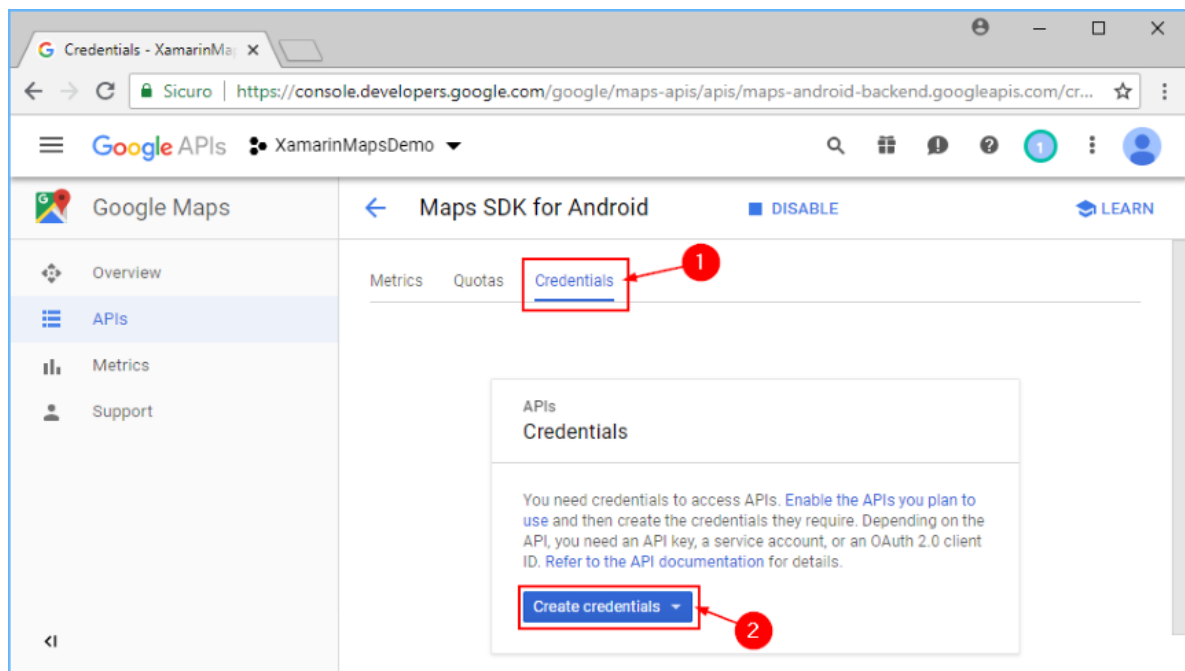 Credentials - XamarinMa
Sicuro | https://console.developers.google.com/google/maps-apis/apis/maps-android-backend.googleapis.com/cr...
Google APIs XamarinMapsDemo 1
Google Maps
Maps SDK for Android DISABLE LEARN
Overview
APIs
Metrics
Support
Metrics Quotas Credentials 1
APIs
Credentials
You need credentials to access APIs. Enable the APIs you plan to
use and then create the credentials they require. Depending on the
API, you need an API key, a service account, or an OAuth 2.0 client
ID. Refer to the API documentation for details.
Create credentials 2